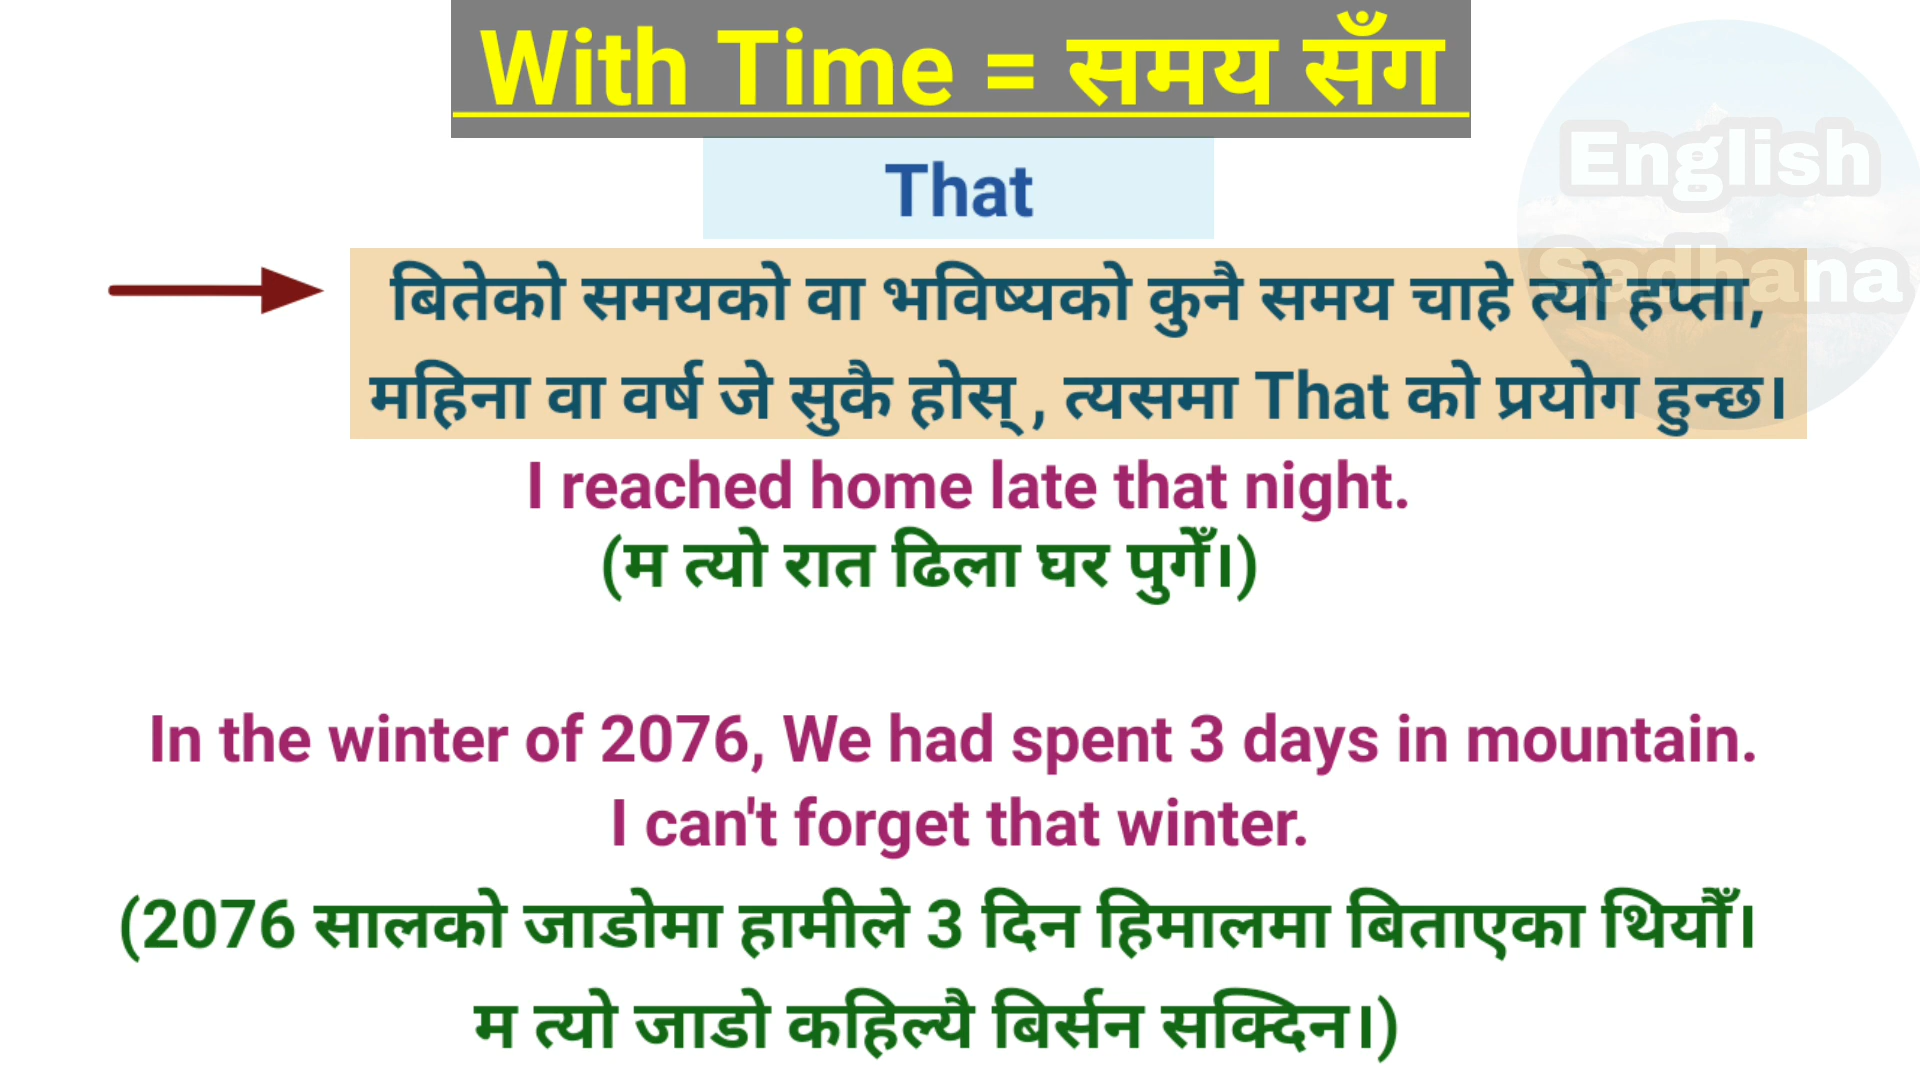 With Time = समय सँग
English
Sadhana
That
बितेको समयको वा भविष्यको कुनै समय चाहे त्यो हप्ता,
महिना वा वर्ष जे सुकै होस् , त्यसमा That को प्रयोग हुन्छ।
I reached home late that night.
(म त्यो रात ढिला घर पुगेँ।)
In the winter of 2076, We had spent 3 days in mountain.
I can't forget that winter.
(2076 सालको जाडोमा हामीले 3 दिन हिमालमा बिताएका थियौँ।
म त्यो जाडो कहिल्यै बिर्सन सक्दिन।)